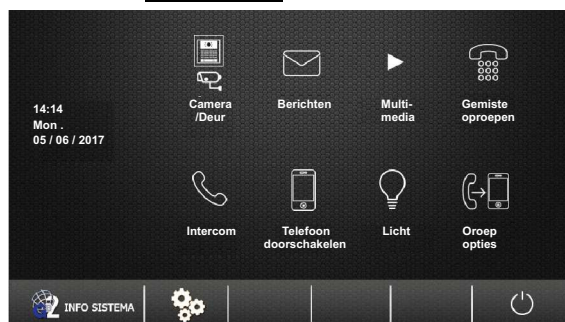 14:14
Mon .
05 / 06 / 2017
Camera
/Deur
Berichten
Multi-
media
Gemiste
oproepen
Intercom
Telefoon
doorschakelen
Licht
Oroep
opties
2 INFO SISTEMA